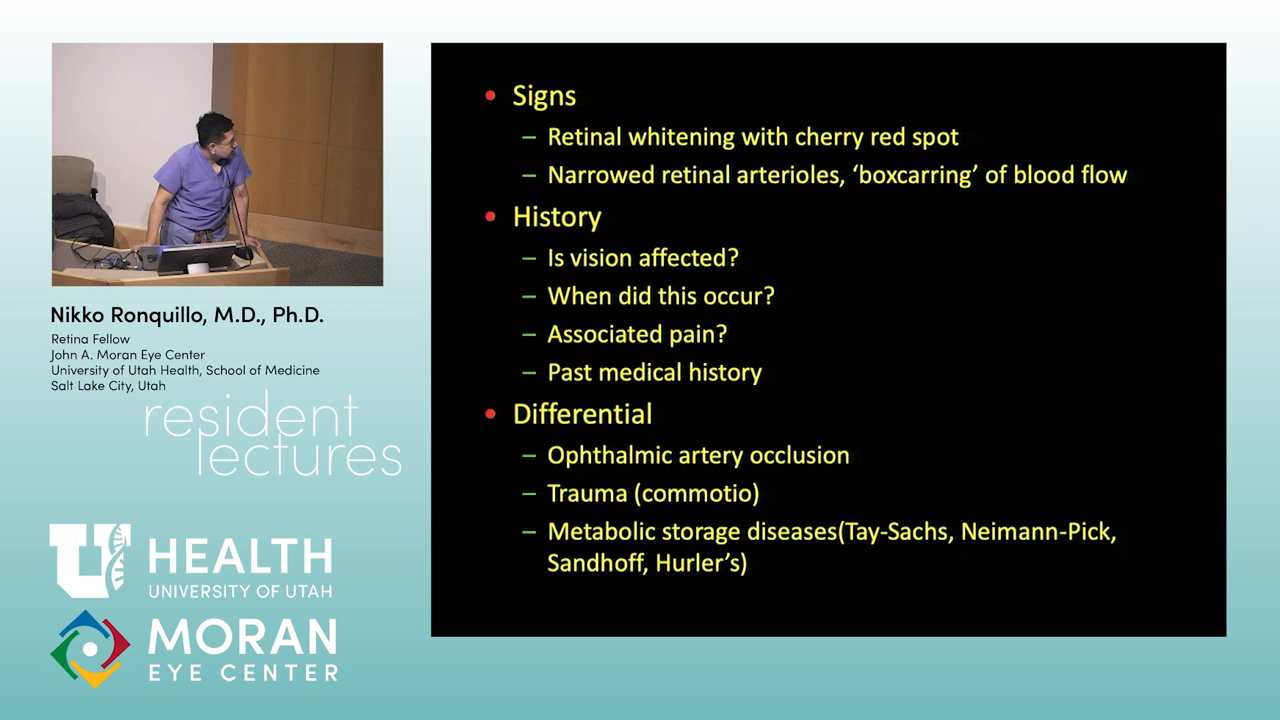 Nikko Ronquillo, M.D., Ph.D.
Retina Fellow
John A. Moran Eye Center
University of Utah Health, School of Medicine
Salt Lake City, Utah
resident
lectures
U HEALTH
UNIVERSITY OF UTAH
MORAN
EYE CENTER
• Signs
– Retinal whitening with cherry red spot
– Narrowed retinal arterioles, ‘boxcarring’ of blood flow
• History
– Is vision affected?
– When did this occur?
– Associated pain?
– Past medical history
• Differential
– Ophthalmic artery occlusion
– Trauma (commotio)
– Metabolic storage diseases(Tay-Sachs, Neimann-Pick,
Sandhoff, Hurler’s)